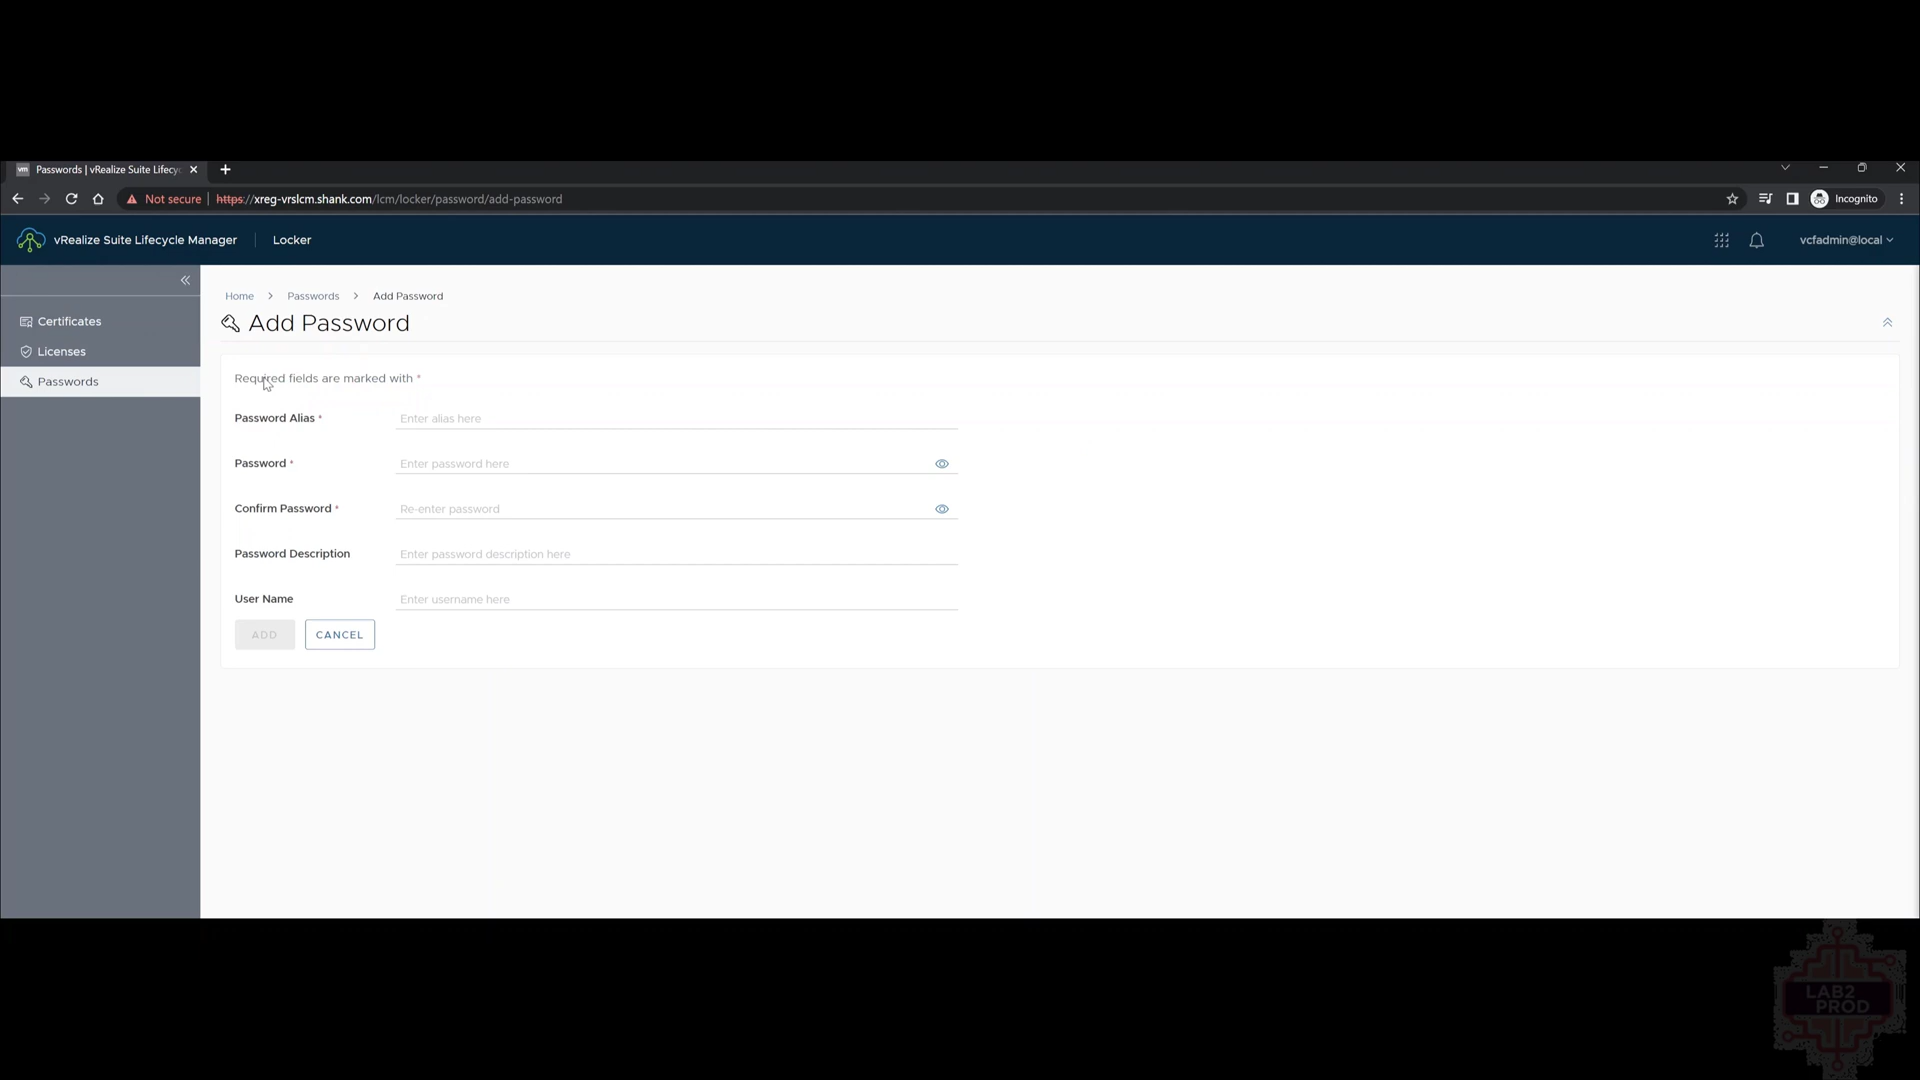 vm Passwords | vRealize Suite Lifecyc
Not secure https://xreg-vrslcm.shank.com/lcm/locker/password/add-password Incognito
vRealize Suite Lifecycle Manager Locker vcfadmin@local
Home > Passwords > Add Password
Certificates
Licenses
Passwords
Add Password
Required fields are marked with *
Password Alias * Enter alias here
Password * Enter password here
Confirm Password * Re-enter password
Password Description Enter password description here
User Name Enter username here
ADD CANCEL
LAB2
PROD